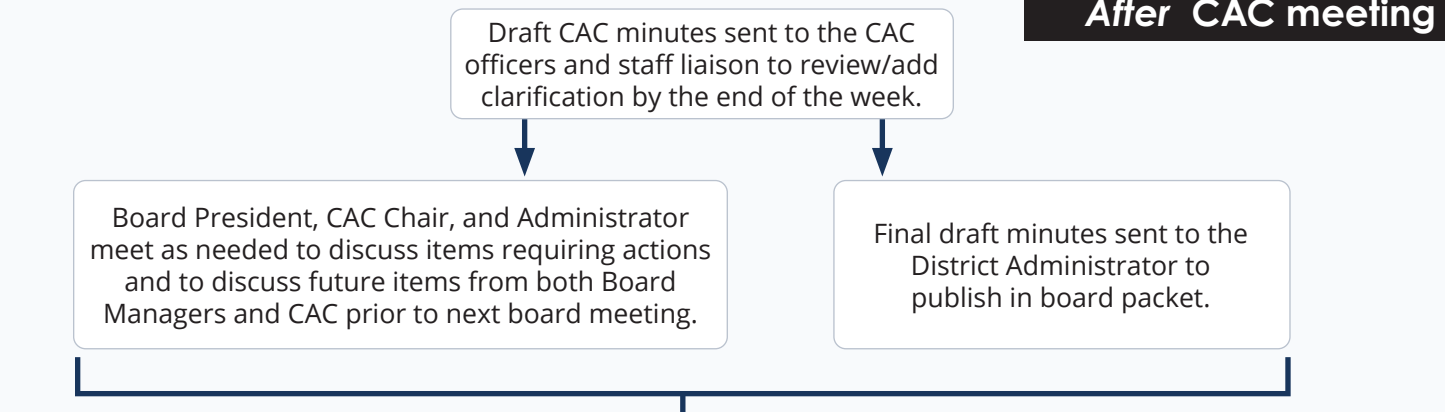 After CAC meeting
Draft CAC minutes sent to the CAC
officers and staff liaison to review/add
clarification by the end of the week.
Board President, CAC Chair, and Administrator
meet as needed to discuss items requiring actions
and to discuss future items from both Board
Managers and CAC prior to next board meeting.
Final draft minutes sent to the
District Administrator to
publish in board packet.